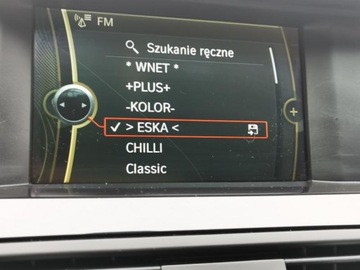 FM
Szukanie ręczne
* WNET *
+PLUS+
-KOLOR-
✓ > ESKA <
CHILLI
Classic